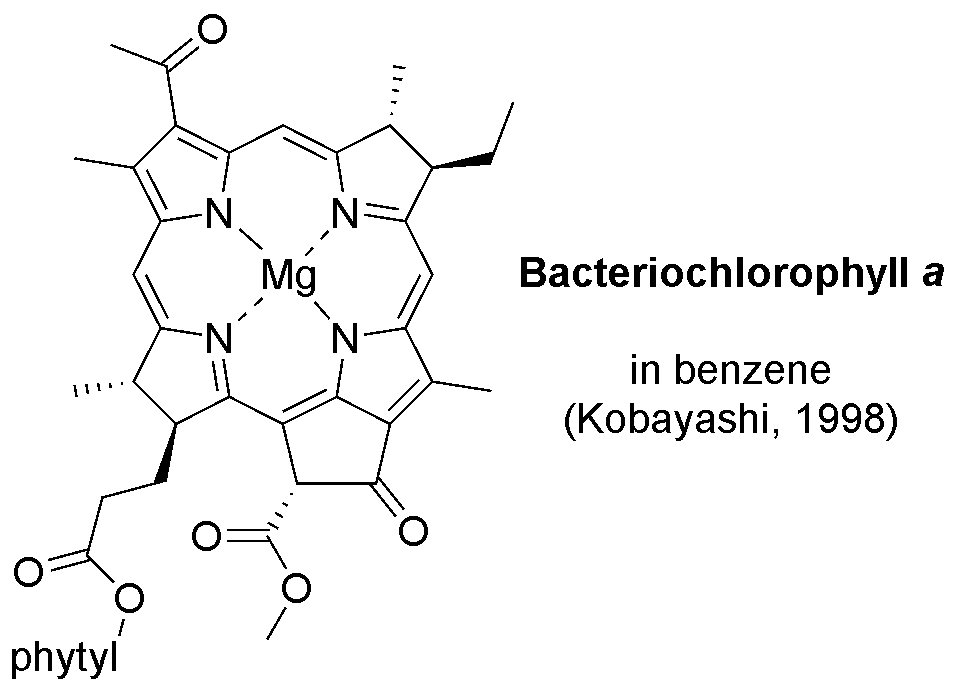 O
N
N
Mg
Bacteriochlorophyll a
N
N
in benzene
(Kobayashi, 1998)
O
O
O
O
O
phytyl